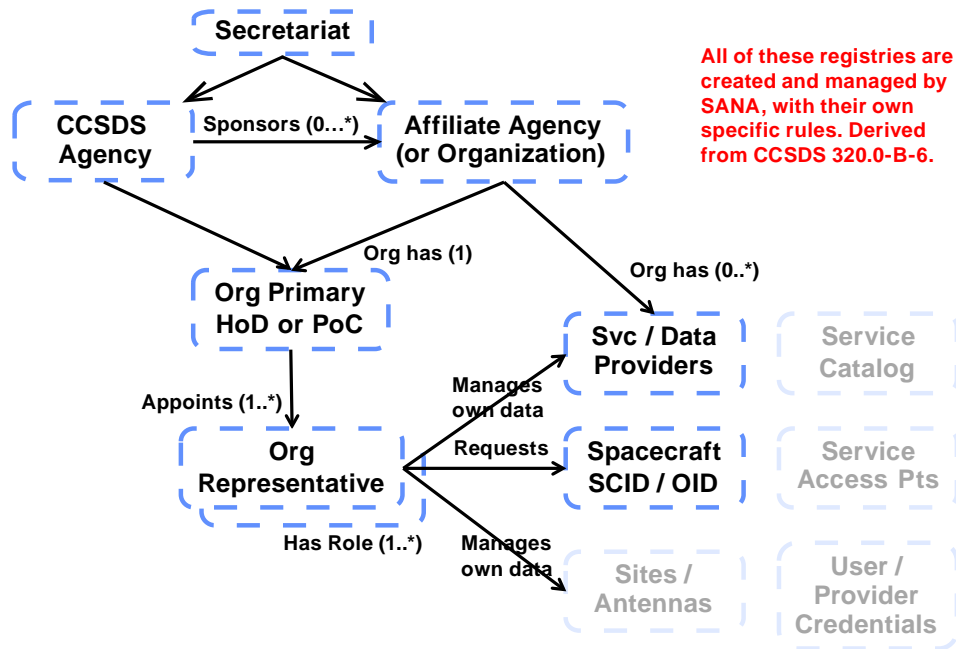 Secretariat
All of these registries are
created and managed by
SANA, with their own
specific rules. Derived
from CCSDS 320.0-B-6.
CCSDS
Agency
Sponsors (0…*)
Affiliate Agency
(or Organization)
Org has (1)
Org has (0..*)
Org Primary
HoD or PoC
Svc / Data
Providers
Service
Catalog
Manages
own data
Appoints (1..*)
Org
Representative
Requests
Spacecraft
SCID / OID
Service
Access Pts
Has Role (1..*)
Manages
own data
Sites /
Antennas
User /
Provider
Credentials